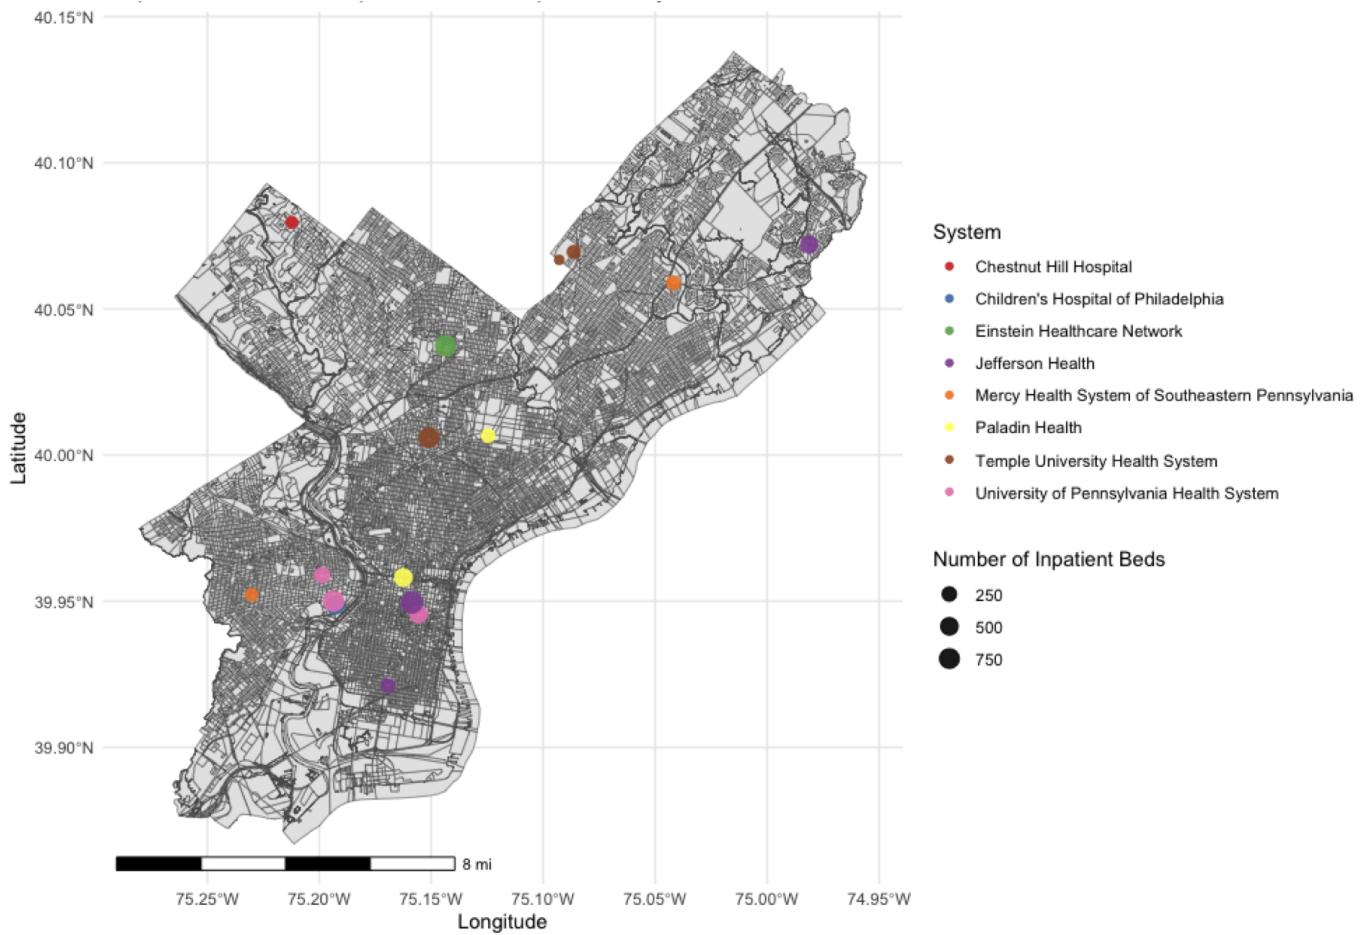 40.15°N
40.10°N
40.05°N
40.00°N
39.95°N
39.90°N
Latitude
8 mi
75.25°W
75.20°W
75.15°W
75.10°W
75.05°W
75.00°W
74.95°W
Longitude
System
Chestnut Hill Hospital
Children's Hospital of Philadelphia
Einstein Healthcare Network
Jefferson Health
Mercy Health System of Southeastern Pennsylvania
Paladin Health
Temple University Health System
University of Pennsylvania Health System
Number of Inpatient Beds
250
500
750